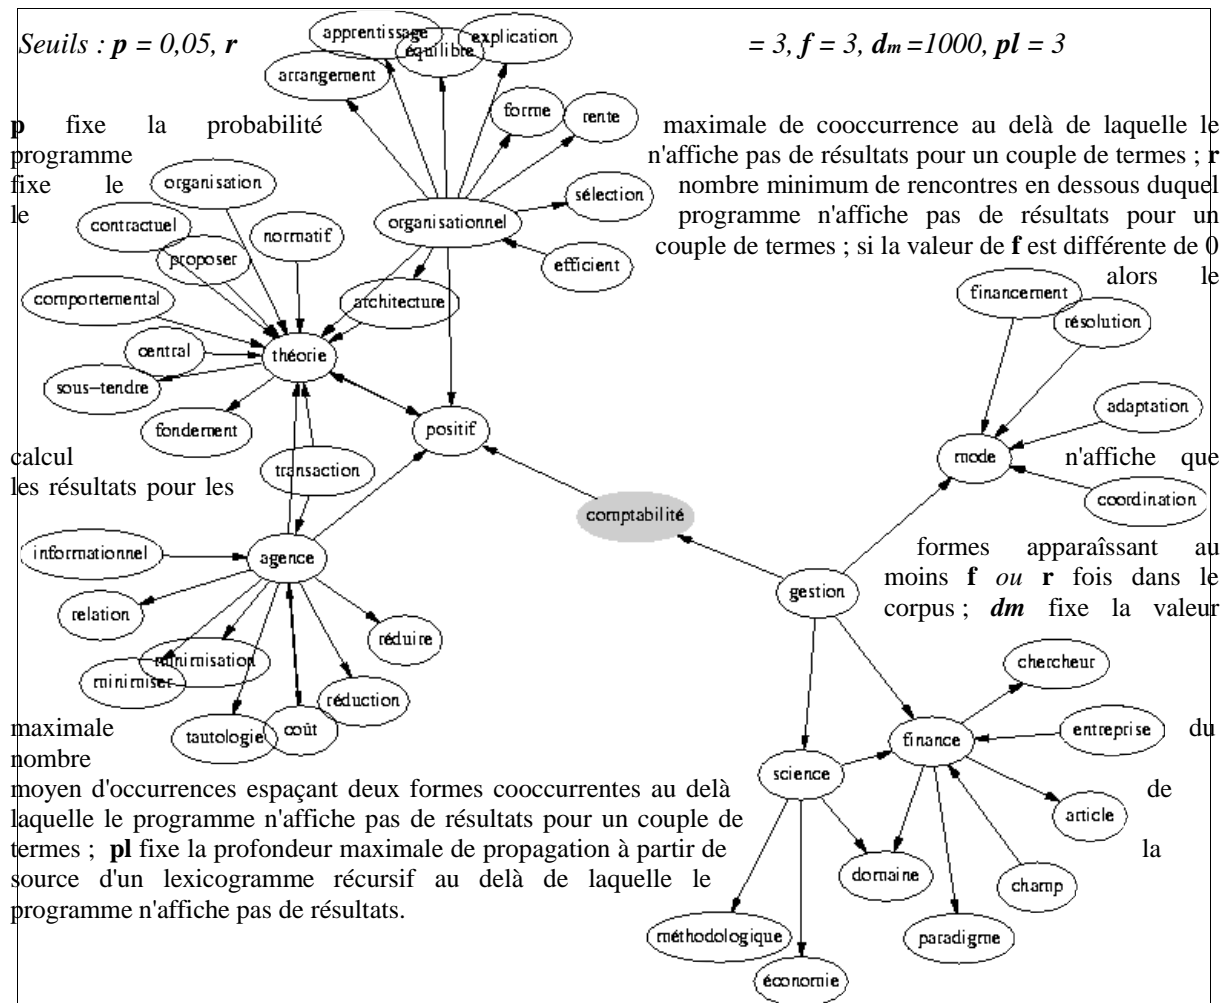 apprentissage
équilibre
explication
Seuils : p = 0,05, r = 3, f = 3, dm =1000, pl = 3
arrangement
forme
rente
p fixe la probabilité maximale de cooccurrence au delà de laquelle le
programme n'affiche pas de résultats pour un couple de termes ; r
fixe le nombre minimum de rencontres en dessous duquel
organisation
sélection
le programme n'affiche pas de résultats pour un
contractuel
normatif
organisationnel
couple de termes ; si la valeur de f est différente de 0
proposer
efficient
alors le
comportemental
architecture
financement
résolution
central
théorie
sous-tendre
adaptation
fondement
positif
calcul n'affiche que
mode
transaction
les résultats pour les
coordination
comptabilité
informationnel
agence
formes apparaîssant au
gestion
moins f ou r fois dans le
relation
corpus ; dm fixe la valeur
réduire
minimisation
minimiser
chercheur
réduction
maximale du
tautologie
coût
entreprise
finance
nombre
science
moyen d'occurrences espaçant deux formes cooccurrentes au delà de
laquelle le programme n'affiche pas de résultats pour un couple de
article
termes ; pl fixe la profondeur maximale de propagation à partir de la
domaine
source d'un lexicogramme récursif au delà de laquelle le
champ
programme n'affiche pas de résultats.
méthodologique
paradigme
économie